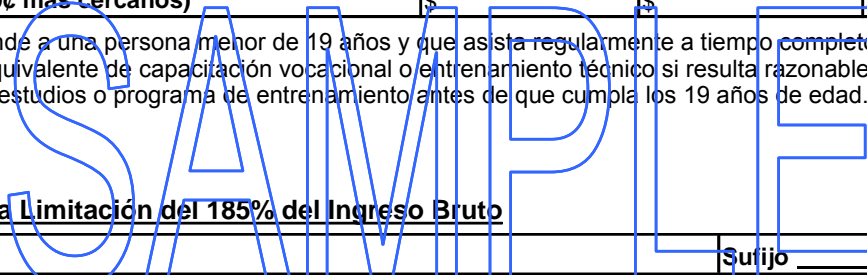 más cercanos) $ $
nde a una persona menor de 19 años y que asista regularmente a tiempo completo
quivalente de capacitación vocacional o entrenamiento técnico si resulta razonable
estudios o programa de entrenamiento antes de que cumpla los 19 años de edad.
a Limitación del 185% del Ingreso Bruto
Sufijo
SAMPLE